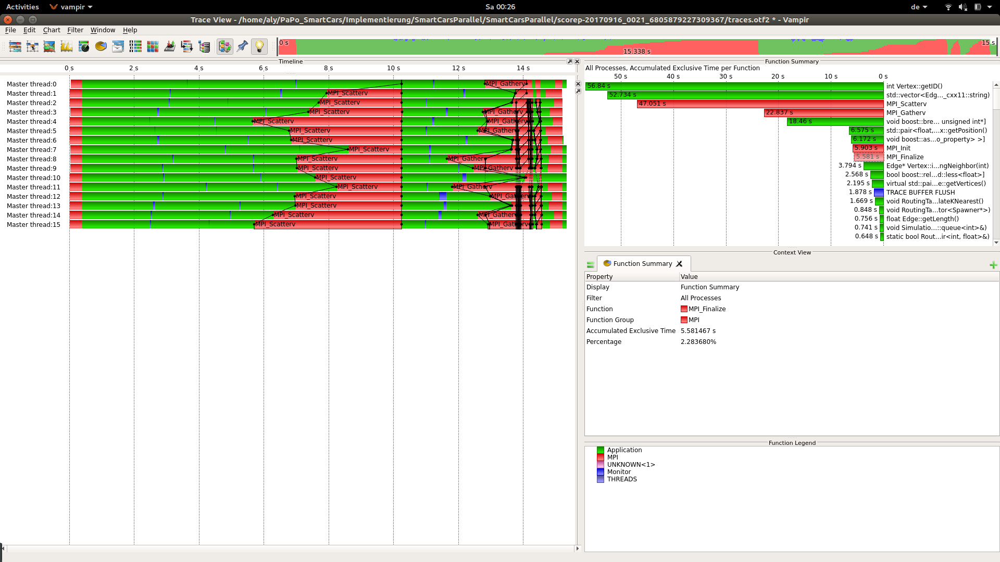 Activities vampir Sa 00:26 de
Trace View - /home/aly/PaPo_SmartCars/Implementierung/SmartCarsParallel/SmartCarsParallel/scorep-20170916_0021_6805879227309367/traces.otf2 * - Vampir
File Edit Chart Filter Window Help
0 s 15.338 s 15 s
Timeline
0 s 2 s 4 s 6 s 8 s 10 s 12 s 14 s
Master thread:0 MPI_Gatherv
Master thread:1 MPI_Scatterv
Master thread:2 MPI_Scatterv
Master thread:3 MPI_Scatterv MPI_Gatherv
Master thread:4 MPI_Scatterv MPI_Gatherv
Master thread:5 MPI_Scatterv MPI_Gatherv
Master thread:6 MPI_Scatterv
Master thread:7 MPI_Scatterv
Master thread:8 MPI_Scatterv MPI_Gatherv
Master thread:9 MPI_Scatterv MPI_Gatherv
Master thread:10 MPI_Scatterv
Master thread:11 MPI_Scatterv MPI_Gatherv
Master thread:12 MPI_Scatterv MPI_Gatherv
Master thread:13 MPI_Scatterv
Master thread:14 MPI_Scatterv MPI_Gatherv
Master thread:15 MPI_Scatterv MPI_Gatherv
Function Summary
All Processes, Accumulated Exclusive Time per Function
50 s 40 s 30 s 20 s 10 s 0 s
56.84 s int Vertex::getID()
52.734 s std::vector<Edg..._cxx11::string)
47.051 s MPI_Scatterv
22.837 s MPI_Gatherv
18.46 s void boost::bre... unsigned int*]
6.575 s std::pair<float,...x::getPosition()
6.172 s void boost::as...o_property> >]
5.903 s MPI_Init
5.581 s MPI_Finalize
3.794 s Edge* Vertex::i...ngNeighbor(int)
2.568 s bool boost::rel...d::less<float>]
2.195 s virtual std::pai...e::getVertices()
1.878 s TRACE BUFFER FLUSH
1.669 s void RoutingTa...lateKNearest()
0.848 s void RoutingTa...tor<Spawner*>)
0.756 s float Edge::getLength()
0.741 s void Simulatio...::queue<int>&)
0.648 s static bool Rout...ir<int, float>&)
Context View
Function Summary
Property Value
Display Function Summary
Filter All Processes
Function MPI_Finalize
Function Group MPI
Accumulated Exclusive Time 5.581467 s
Percentage 2.283680%
Function Legend
Application
MPI
UNKNOWN<1>
Monitor
THREADS